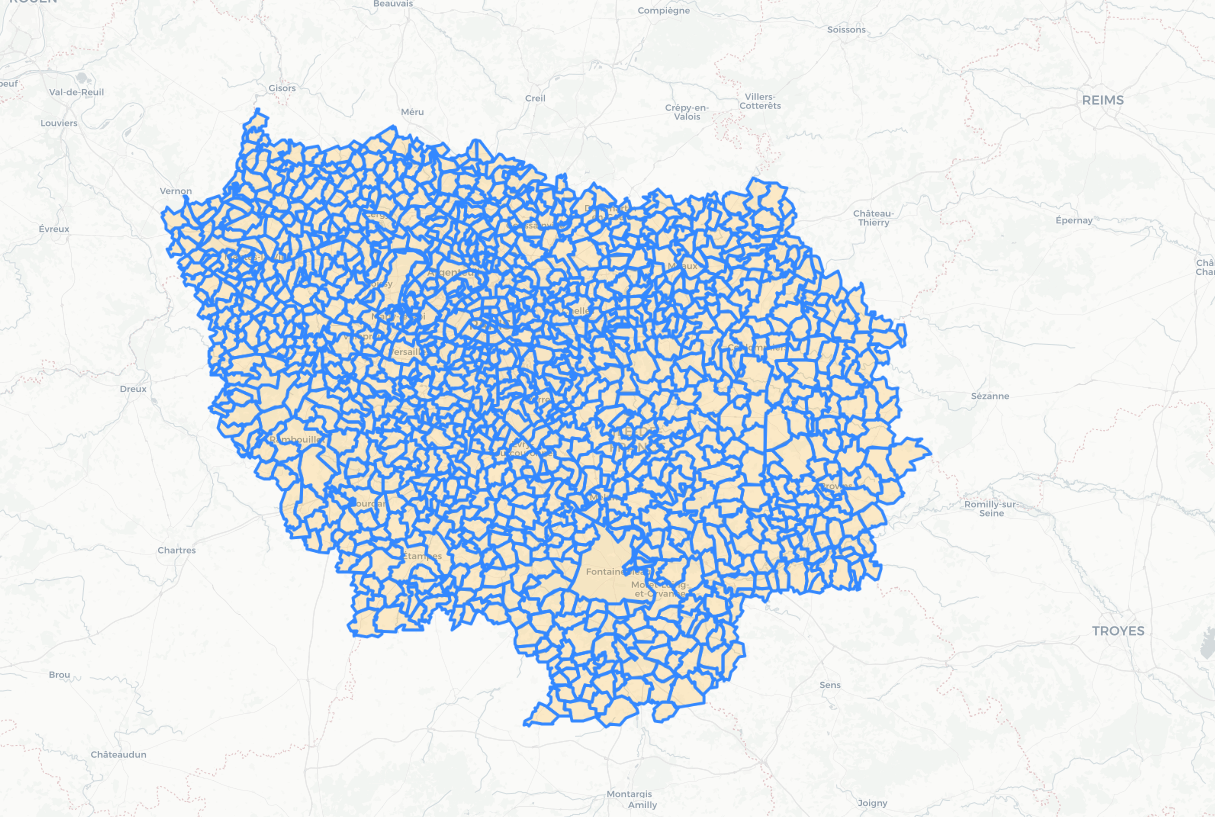 ROUEN
Beauvais
Compiègne
Soissons
Gisors
Val-de-Reuil
Méru
Creil
Villers-
Cotterêts
Crépy-en-
Valois
REIMS
Louviers
Vernon
Château-
Thierry
Épernay
Évreux
Meaux
Argenteuil
Versailles
Dreux
Sézanne
Rambouillet
Romilly-sur-
Seine
Chartres
Étampes
Moret-Loing-
et-Orvanne
TROYES
Brou
Sens
Châteaudun
Montargis
Amilly
Joigny